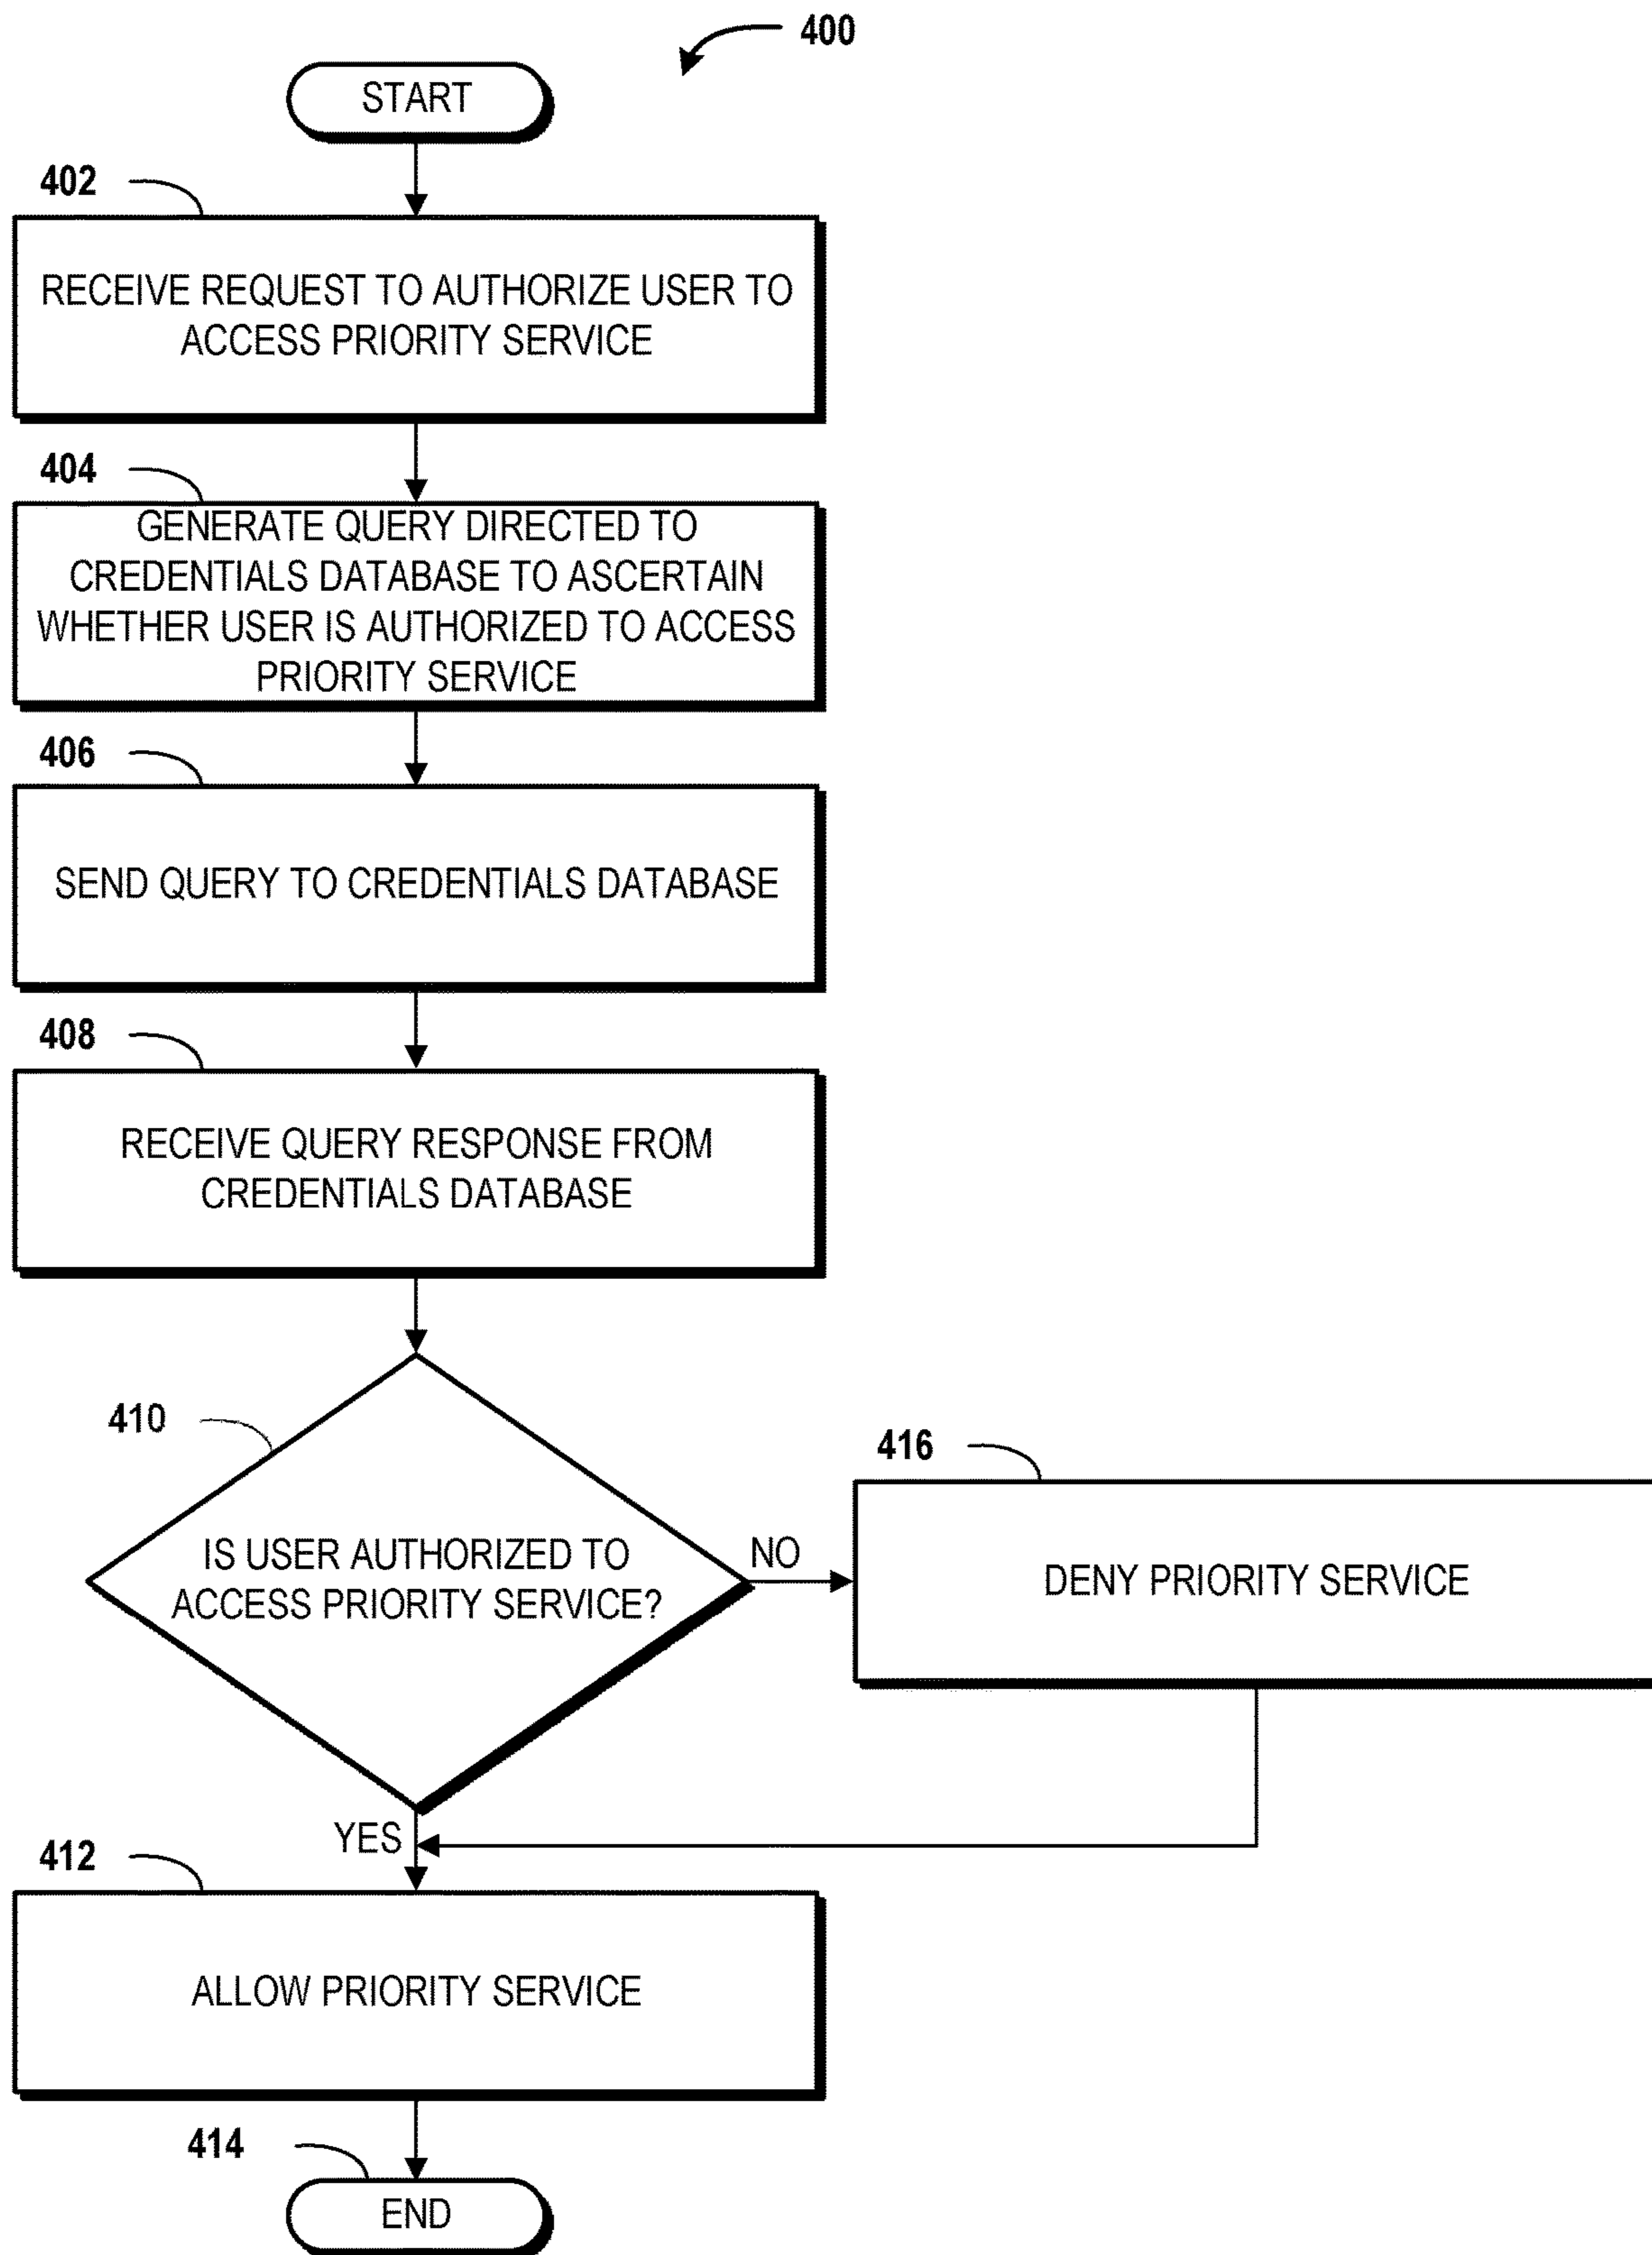 400
START
402
RECEIVE REQUEST TO AUTHORIZE USER TO
ACCESS PRIORITY SERVICE
404
GENERATE QUERY DIRECTED TO
CREDENTIALS DATABASE TO ASCERTAIN
WHETHER USER IS AUTHORIZED TO ACCESS
PRIORITY SERVICE
406
SEND QUERY TO CREDENTIALS DATABASE
408
RECEIVE QUERY RESPONSE FROM
CREDENTIALS DATABASE
410
IS USER AUTHORIZED TO
ACCESS PRIORITY SERVICE?
NO
416
DENY PRIORITY SERVICE
YES
412
ALLOW PRIORITY SERVICE
414
END